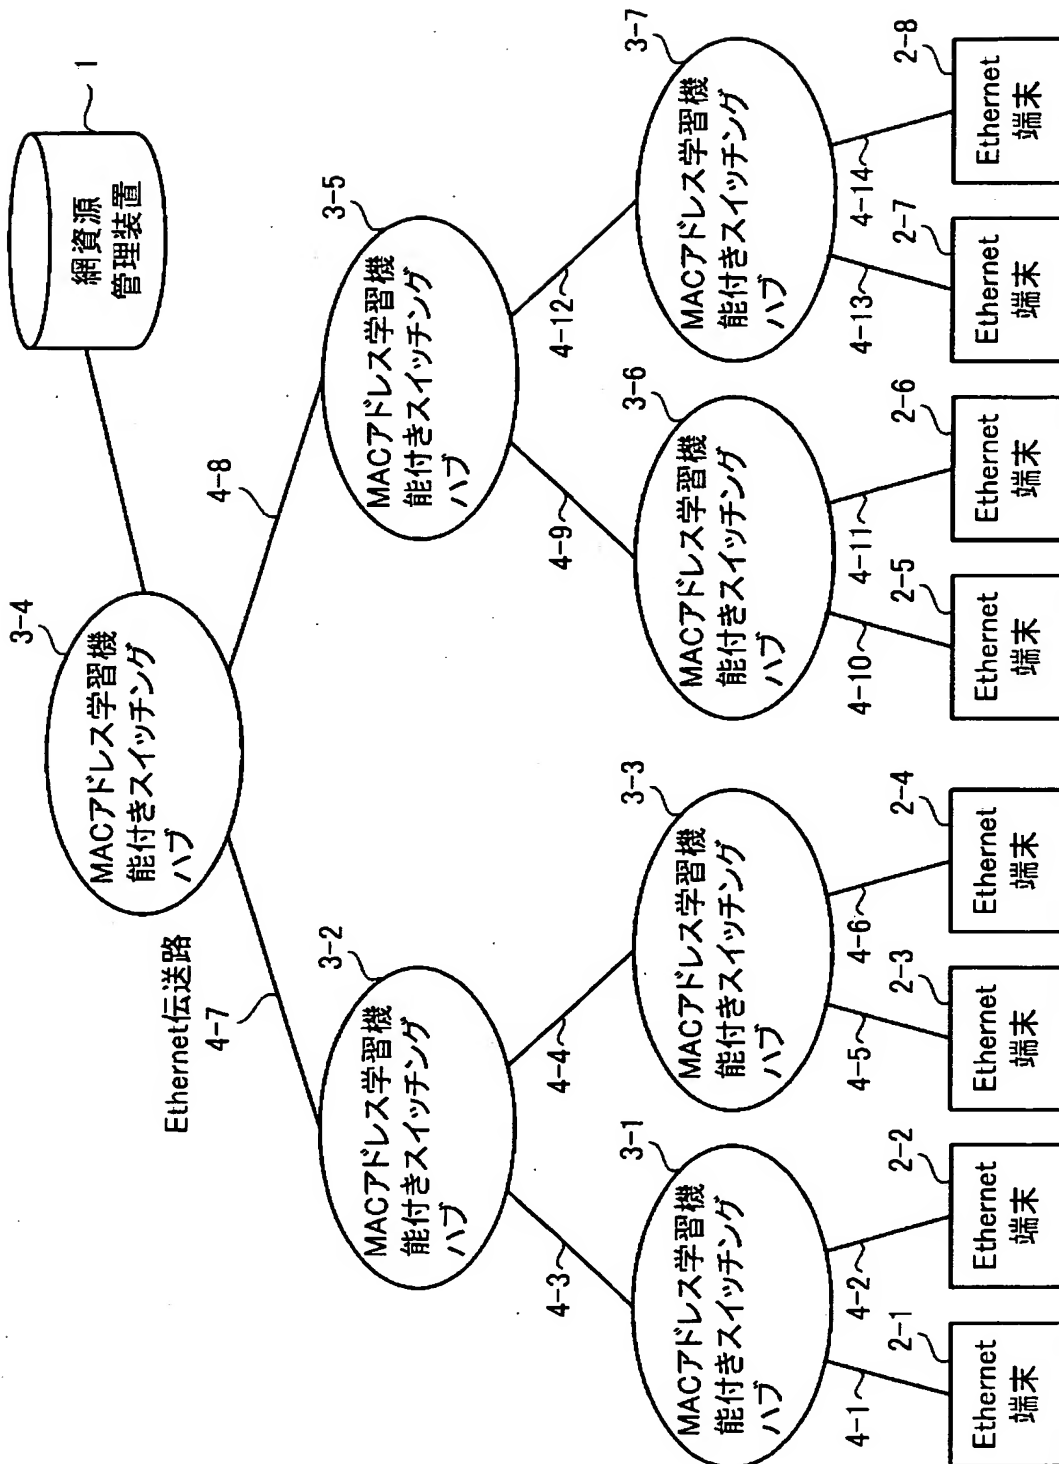 1
網資源
管理装置
3-4
MACアドレス学習機
能付きスイッチング
ハブ
Ethernet伝送路
4-7
4-8
3-2
MACアドレス学習機
能付きスイッチング
ハブ
3-5
MACアドレス学習機
能付きスイッチング
ハブ
4-3
4-4
4-9
4-12
3-1
MACアドレス学習機
能付きスイッチング
ハブ
3-3
MACアドレス学習機
能付きスイッチング
ハブ
3-6
MACアドレス学習機
能付きスイッチング
ハブ
3-7
MACアドレス学習機
能付きスイッチング
ハブ
4-1
4-2
4-5
4-6
4-10
4-11
4-13
4-14
2-1
Ethernet
端末
2-2
Ethernet
端末
2-3
Ethernet
端末
2-4
Ethernet
端末
2-5
Ethernet
端末
2-6
Ethernet
端末
2-7
Ethernet
端末
2-8
Ethernet
端末